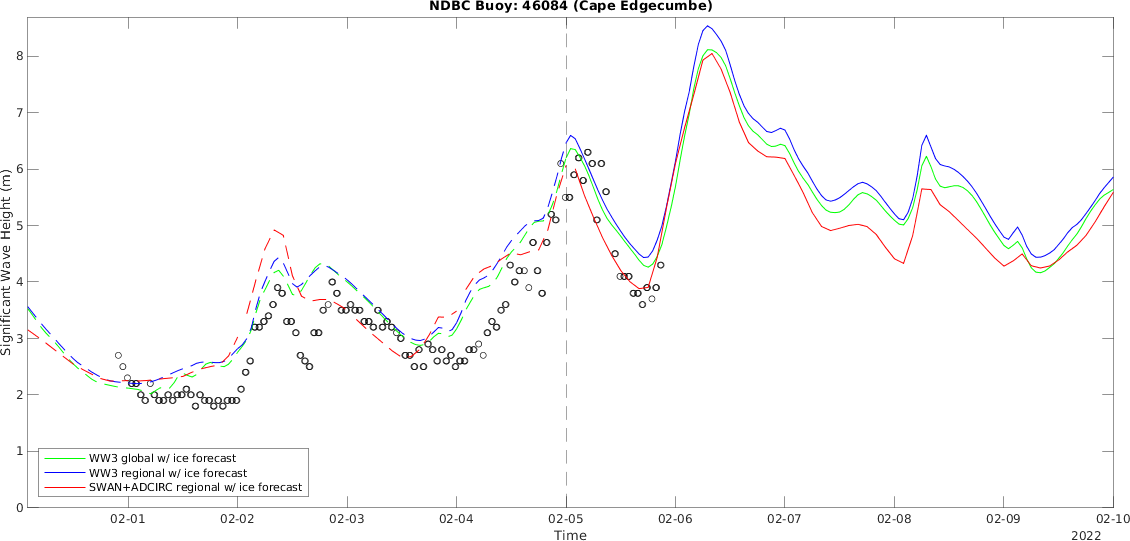 NDBC Buoy: 46084 (Cape Edgecumbe)
Significant Wave Height (m)
8
7
6
5
4
3
2
1
0
WW3 global w/ ice forecast
WW3 regional w/ ice forecast
SWAN+ADCIRC regional w/ ice forecast
02-01 02-02 02-03 02-04 02-05 02-06 02-07 02-08 02-09 02-10
Time
2022